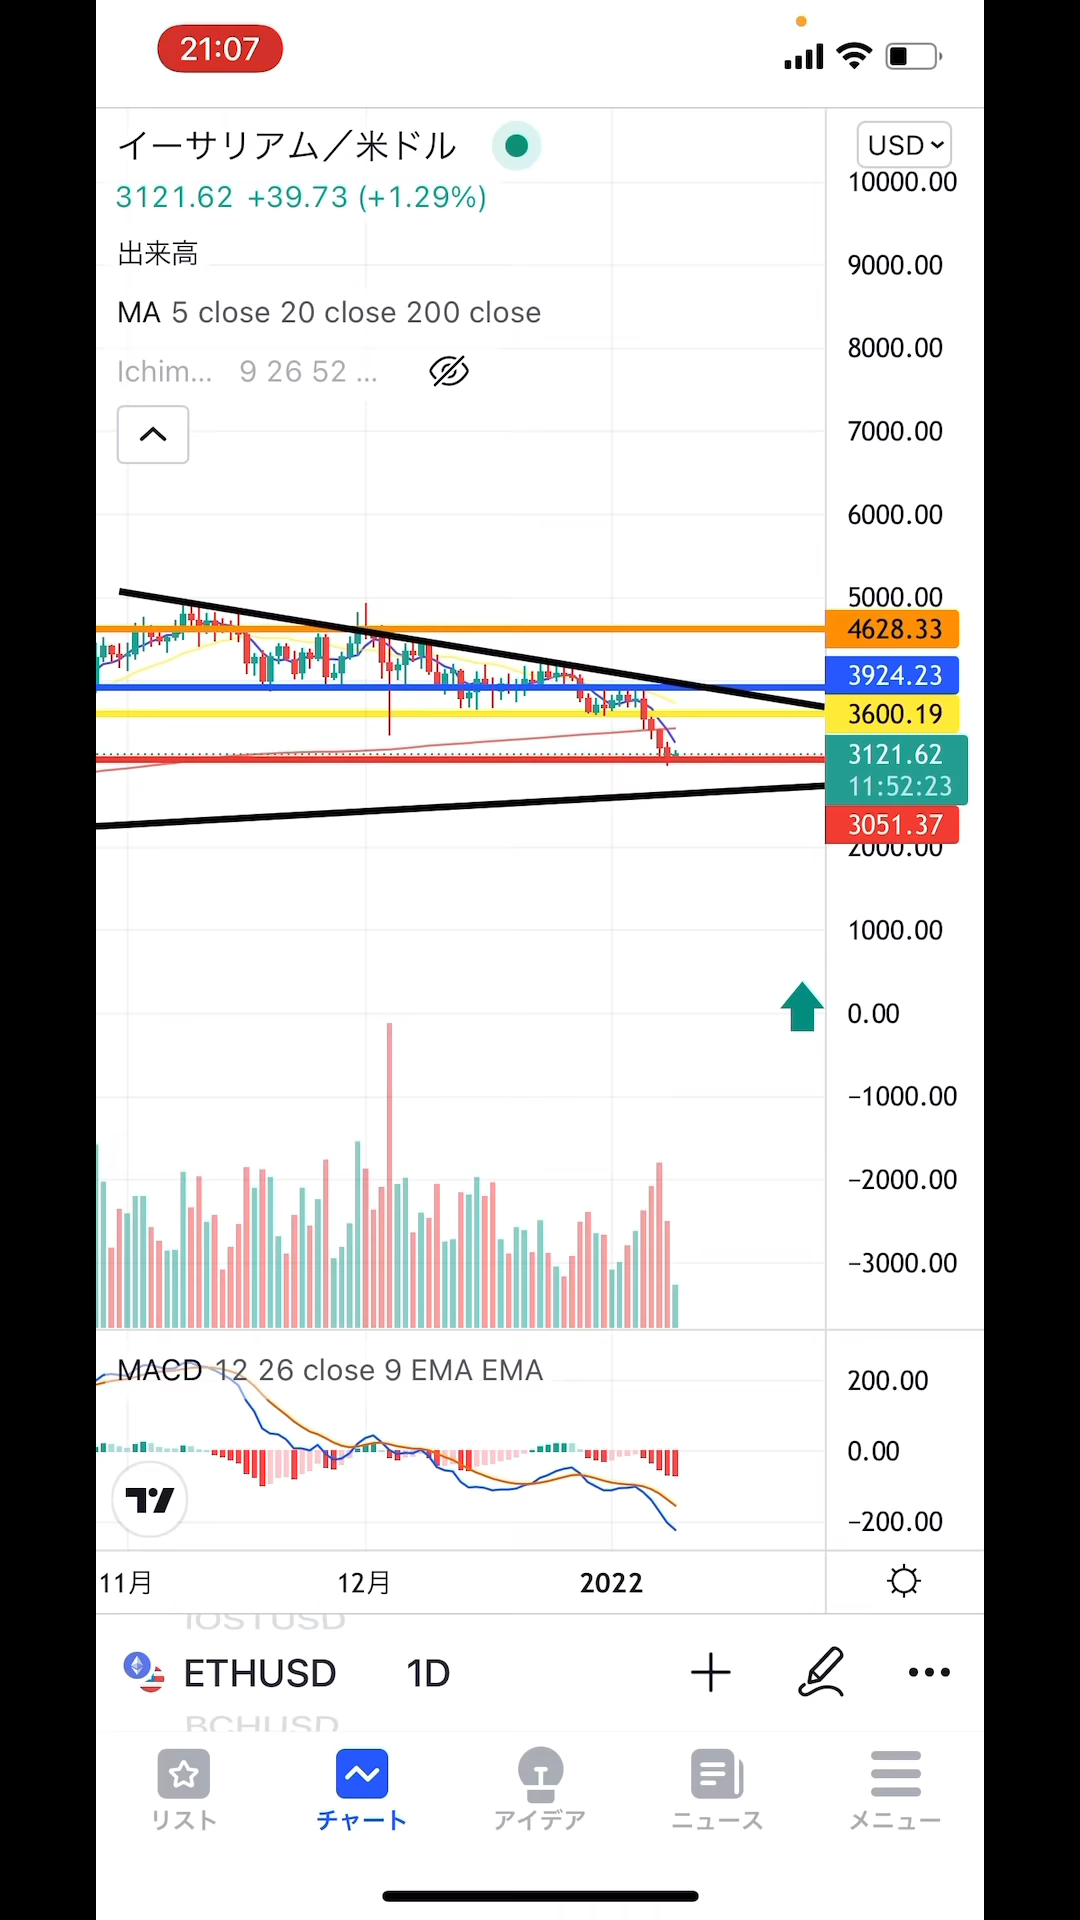 21:07
イーサリアム／米ドル
USD
3121.62 +39.73 (+1.29%)
出来高
MA 5 close 20 close 200 close
Ichim... 9 26 52 ...
10000.00
9000.00
8000.00
7000.00
6000.00
5000.00
4628.33
3924.23
3600.19
3121.62
11:52:23
3051.37
2000.00
1000.00
0.00
−1000.00
−2000.00
−3000.00
MACD 12 26 close 9 EMA EMA
200.00
0.00
−200.00
11月 12月 2022
IOSTUSD
ETHUSD 1D
BCHUSD
リスト チャート アイデア ニュース メニュー